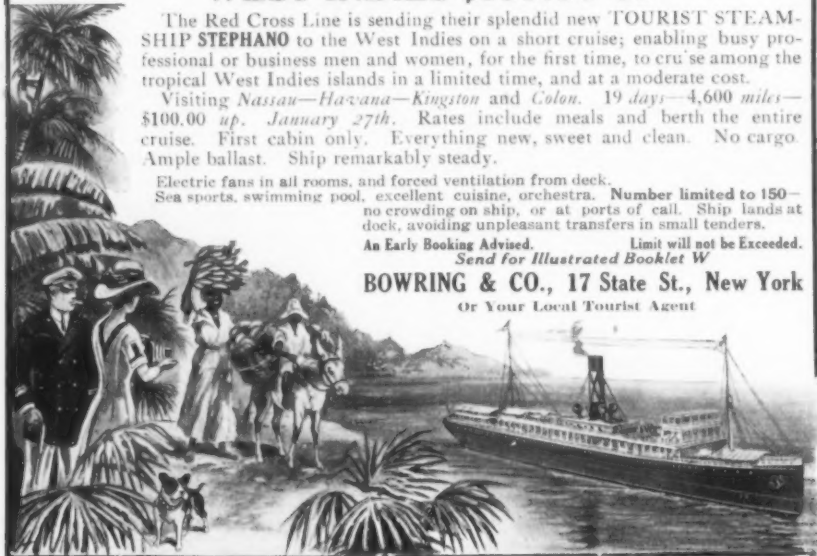 The Red Cross Line is sending their splendid new TOURIST STEAM-
SHIP STEPHANO to the West Indies on a short cruise; enabling busy pro-
fessional or business men and women, for the first time, to cru'se among the
tropical West Indies islands in a limited time, and at a moderate cost.
Visiting Nassau—Havana—Kingston and Colon. 19 days—4,600 miles—
$100.00 up. January 27th. Rates include meals and berth the entire
cruise. First cabin only. Everything new, sweet and clean. No cargo
Ample ballast. Ship remarkably steady.
Electric fans in all rooms, and forced ventilation from deck.
Sea sports, swimming pool, excellent cuisine, orchestra. Number limited to 150—
no crowding on ship, or at ports of call. Ship lands at
dock, avoiding unpleasant transfers in small tenders.
An Early Booking Advised. Limit will not be Exceeded.
Send for Illustrated Booklet W
BOWRING & CO., 17 State St., New York
Or Your Local Tourist Agent